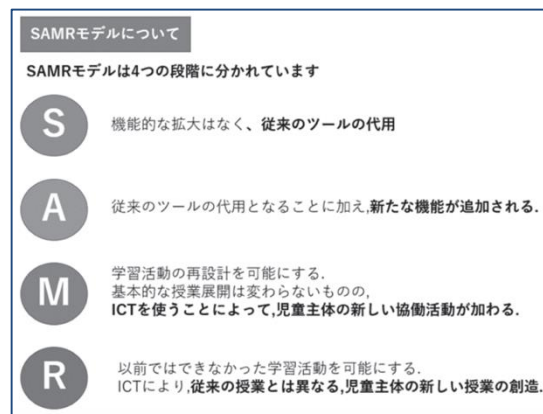 SAMRモデルについて
SAMRモデルは4つの段階に分かれています
S
機能的な拡大はなく、従来のツールの代用
A
従来のツールの代用となることに加え,新たな機能が追加される.
M
学習活動の再設計を可能にする.
基本的な授業展開は変わらないものの,
ICTを使うことによって,児童主体の新しい協働活動が加わる.
R
以前ではできなかった学習活動を可能にする.
ICTにより,従来の授業とは異なる,児童主体の新しい授業の創造.